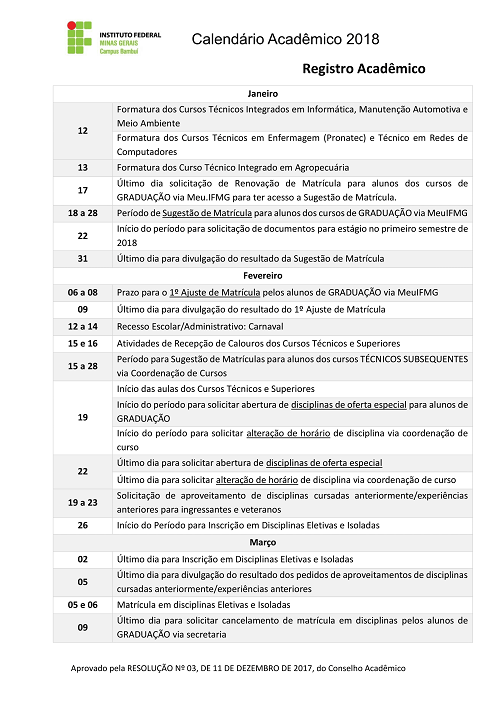 INSTITUTO FEDERAL
MINAS GERAIS
Campus Bambuí
Calendário Acadêmico 2018
Registro Acadêmico
Janeiro
12
Formatura dos Cursos Técnicos Integrados em Informática, Manutenção Automotiva e
Meio Ambiente
Formatura dos Cursos Técnicos em Enfermagem (Pronatec) e Técnico em Redes de
Computadores
13 Formatura dos Curso Técnico Integrado em Agropecuária
17
Último dia solicitação de Renovação de Matrícula para alunos dos cursos de
GRADUAÇÃO via Meu.IFMG para ter acesso a Sugestão de Matrícula.
18 a 28 Período de Sugestão de Matrícula para alunos dos cursos de GRADUAÇÃO via MeuIFMG
22
Início do período para solicitação de documentos para estágio no primeiro semestre de
2018
31 Último dia para divulgação do resultado da Sugestão de Matrícula
Fevereiro
06 a 08 Prazo para o 1º Ajuste de Matrícula pelos alunos de GRADUAÇÃO via MeuIFMG
09 Último dia para divulgação do resultado do 1º Ajuste de Matrícula
12 a 14 Recesso Escolar/Administrativo: Carnaval
15 e 16 Atividades de Recepção de Calouros dos Cursos Técnicos e Superiores
15 a 28
Período para Sugestão de Matrículas para alunos dos cursos TÉCNICOS SUBSEQUENTES
via Coordenação de Cursos
19
Início das aulas dos Cursos Técnicos e Superiores
Início do período para solicitar abertura de disciplinas de oferta especial para alunos de
GRADUAÇÃO
Início do período para solicitar alteração de horário de disciplina via coordenação de
curso
22
Último dia para solicitar abertura de disciplinas de oferta especial
Último dia para solicitar alteração de horário de disciplina via coordenação de curso
19 a 23
Solicitação de aproveitamento de disciplinas cursadas anteriormente/experiências
anteriores para ingressantes e veteranos
26 Início do Período para Inscrição em Disciplinas Eletivas e Isoladas
Março
02 Último dia para Inscrição em Disciplinas Eletivas e Isoladas
05
Último dia para divulgação do resultado dos pedidos de aproveitamentos de disciplinas
cursadas anteriormente/experiências anteriores
05 e 06 Matrícula em disciplinas Eletivas e Isoladas
09
Último dia para solicitar cancelamento de matrícula em disciplinas pelos alunos de
GRADUAÇÃO via secretaria
Aprovado pela RESOLUÇÃO Nº 03, DE 11 DE DEZEMBRO DE 2017, do Conselho Acadêmico